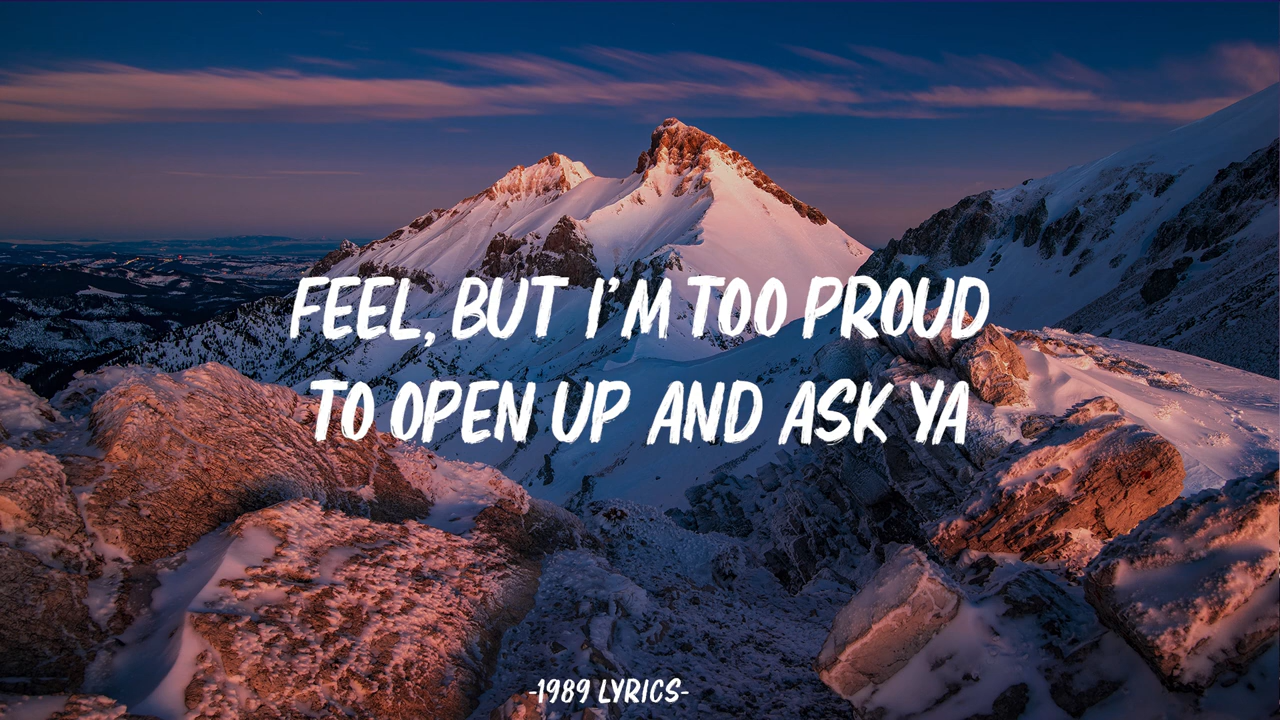 FEEL, BUT I'M TOO PROUD
TO OPEN UP AND ASK YA
-1989 LYRICS-